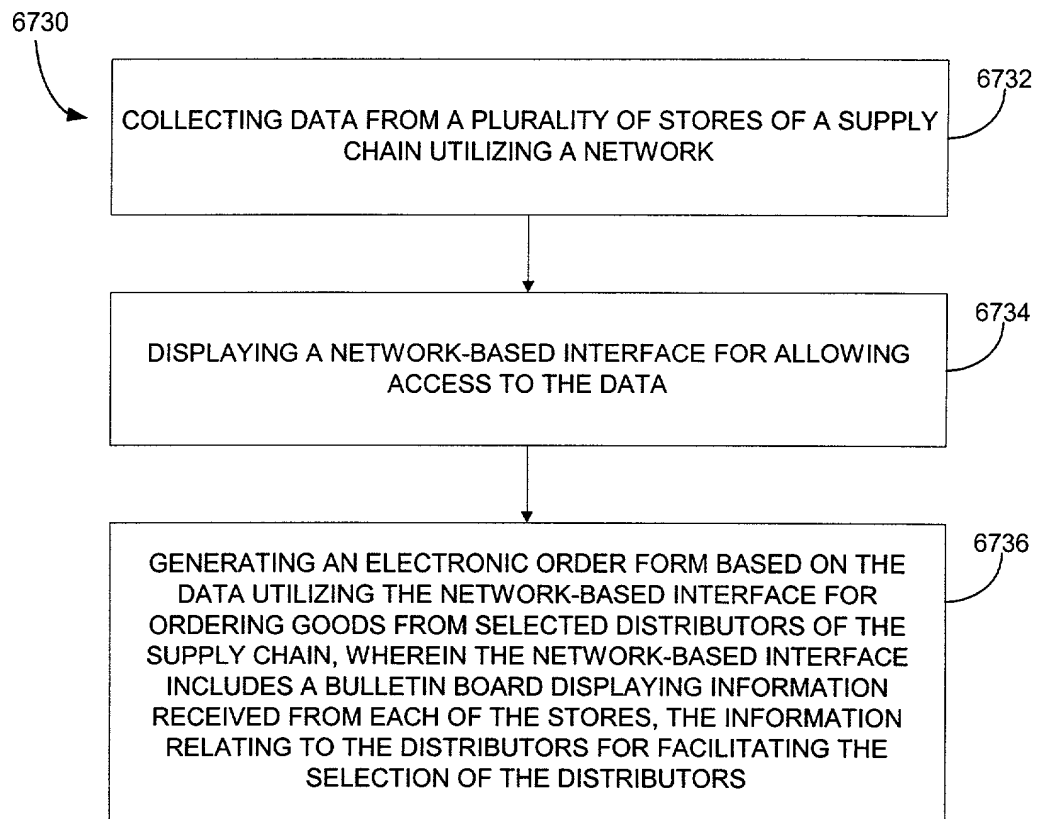 6730
6732
COLLECTING DATA FROM A PLURALITY OF STORES OF A SUPPLY
CHAIN UTILIZING A NETWORK
6734
DISPLAYING A NETWORK-BASED INTERFACE FOR ALLOWING
ACCESS TO THE DATA
6736
GENERATING AN ELECTRONIC ORDER FORM BASED ON THE
DATA UTILIZING THE NETWORK-BASED INTERFACE FOR
ORDERING GOODS FROM SELECTED DISTRIBUTORS OF THE
SUPPLY CHAIN, WHEREIN THE NETWORK-BASED INTERFACE
INCLUDES A BULLETIN BOARD DISPLAYING INFORMATION
RECEIVED FROM EACH OF THE STORES, THE INFORMATION
RELATING TO THE DISTRIBUTORS FOR FACILITATING THE
SELECTION OF THE DISTRIBUTORS